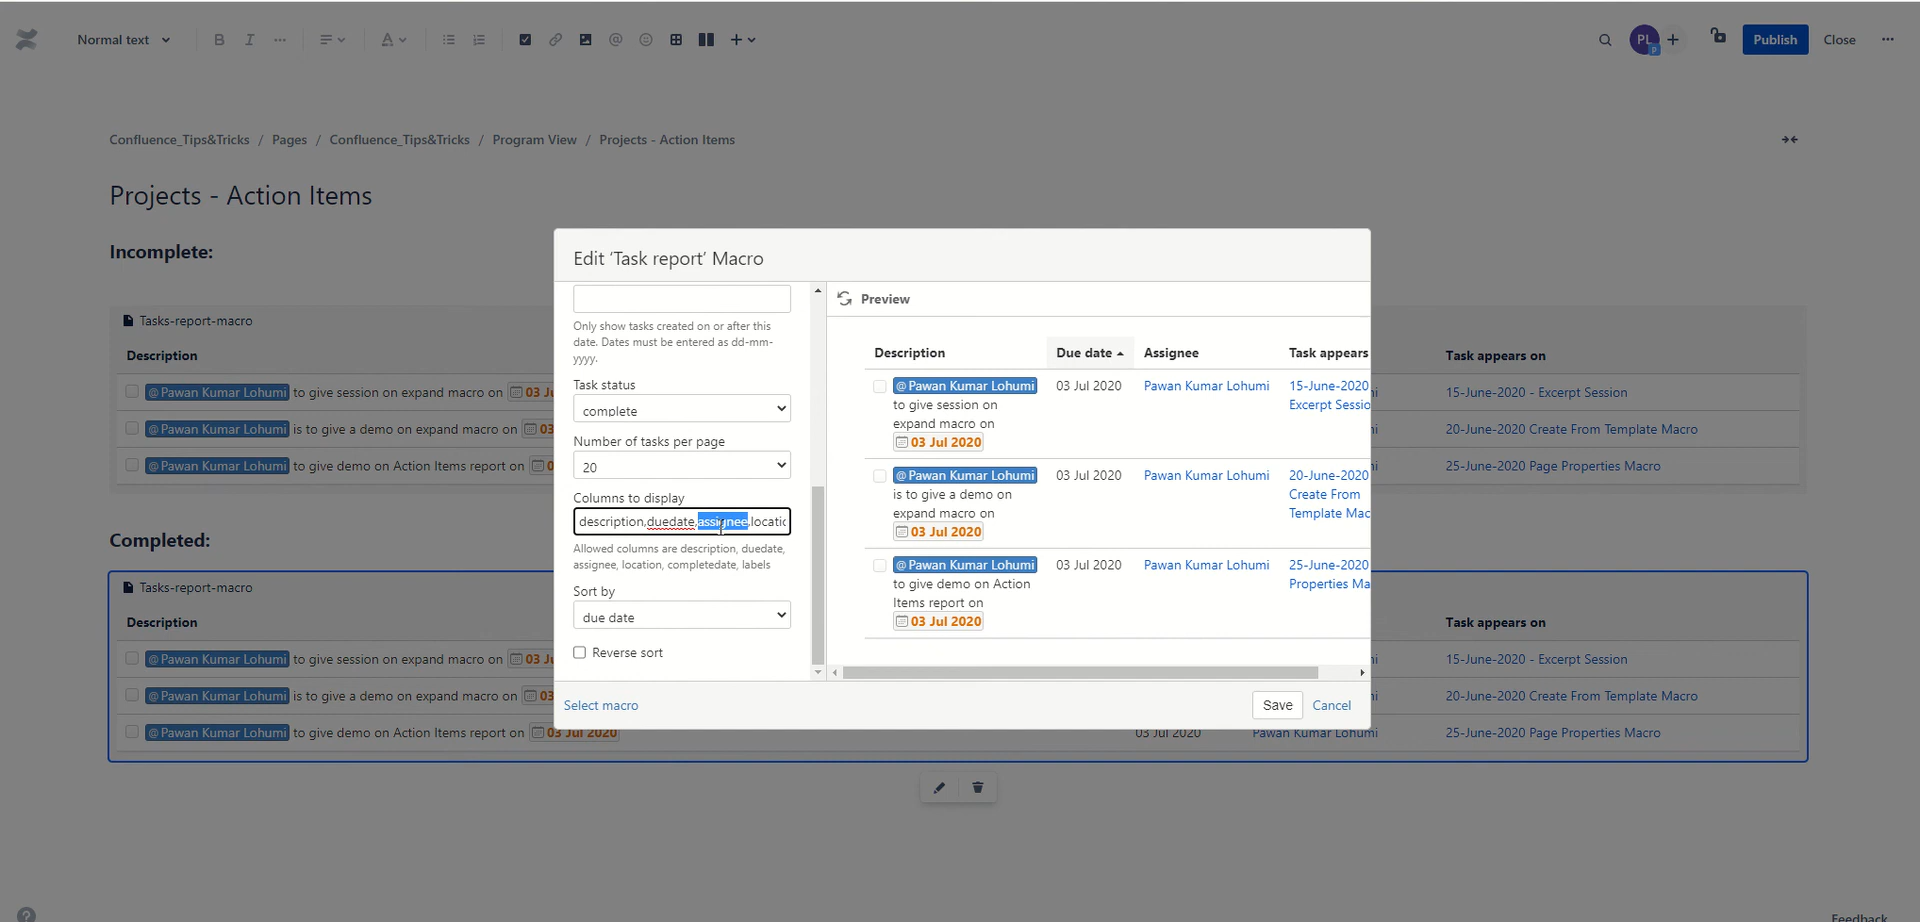 Normal text
B I ... A @ +
PL
P
+
Publish
Close
...
Confluence_Tips&Tricks / Pages / Confluence_Tips&Tricks / Program View / Projects - Action Items
Projects - Action Items
Incomplete:
Tasks-report-macro
Description
Task appears on
@Pawan Kumar Lohumi to give session on expand macro on 03 J
15-June-2020 - Excerpt Session
@Pawan Kumar Lohumi is to give a demo on expand macro on 03
20-June-2020 Create From Template Macro
@Pawan Kumar Lohumi to give demo on Action Items report on
25-June-2020 Page Properties Macro
Completed:
Tasks-report-macro
Description
Task appears on
@Pawan Kumar Lohumi to give session on expand macro on 03 J
15-June-2020 - Excerpt Session
@Pawan Kumar Lohumi is to give a demo on expand macro on 03
20-June-2020 Create From Template Macro
@Pawan Kumar Lohumi to give demo on Action Items report on 03 Jul 2020
03 Jul 2020
Pawan Kumar Lohumi
25-June-2020 Page Properties Macro
Edit 'Task report' Macro
Only show tasks created on or after this
date. Dates must be entered as dd-mm-
yyyy.
Task status
complete
Number of tasks per page
20
Columns to display
description,duedate,assignee,locatic
Allowed columns are description, duedate,
assignee, location, completedate, labels
Sort by
due date
Reverse sort
Select macro
Preview
Description Due date Assignee Task appears
@Pawan Kumar Lohumi 03 Jul 2020 Pawan Kumar Lohumi 15-June-2020
to give session on Excerpt Sessio
expand macro on
03 Jul 2020
@Pawan Kumar Lohumi 03 Jul 2020 Pawan Kumar Lohumi 20-June-2020
is to give a demo on Create From
expand macro on Template Mac
03 Jul 2020
@Pawan Kumar Lohumi 03 Jul 2020 Pawan Kumar Lohumi 25-June-2020
to give demo on Action Properties Ma
Items report on
03 Jul 2020
Save
Cancel
?
Feedback